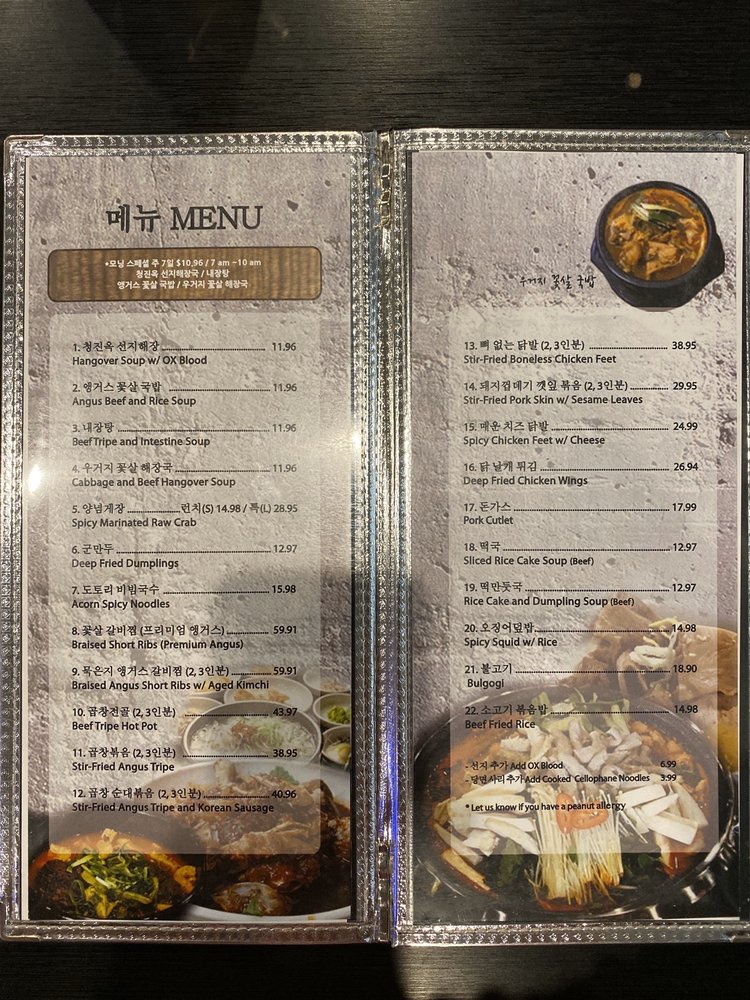 메뉴 MENU
*모닝 스페셜 주 7일 $10,96 / 7 am ~10 am
청진옥 선지해장국 / 내장탕
앵거스 꽃살 국밥 / 우거지 꽃살 해장국
1. 청진옥 선지해장 11.96
Hangover Soup w/ OX Blood
2. 앵거스 꽃살 국밥 11.96
Angus Beef and Rice Soup
3. 내장탕 11.96
Beef Tripe and Intestine Soup
4. 우거지 꽃살 해장국 11.96
Cabbage and Beef Hangover Soup
5. 양념게장 런치(S) 14.98 / 특(L) 28.95
Spicy Marinated Raw Crab
6. 군만두 12.97
Deep Fried Dumplings
7. 도토리 비빔국수 15.98
Acorn Spicy Noodles
8. 꽃살 갈비찜 (프리미엄 앵거스) 59.91
Braised Short Ribs (Premium Angus)
9. 묵은지 앵거스 갈비찜 (2, 3인분) 59.91
Braised Angus Short Ribs w/ Aged Kimchi
10. 곱창전골 (2, 3인분) 43.97
Beef Tripe Hot Pot
11. 곱창볶음 (2, 3인분) 38.95
Stir-Fried Angus Tripe
12. 곱창 순대볶음 (2, 3인분) 40.96
Stir-Fried Angus Tripe and Korean Sausage
우거지 꽃살 국밥
13. 뼈 없는 닭발 (2, 3인분) 38.95
Stir-Fried Boneless Chicken Feet
14. 돼지껍데기 깻잎 볶음 (2, 3인분) 29.95
Stir-Fried Pork Skin w/ Sesame Leaves
15. 매운 치즈 닭발 24.99
Spicy Chicken Feet w/ Cheese
16. 닭 날개 튀김 26.94
Deep Fried Chicken Wings
17. 돈가스 17.99
Pork Cutlet
18. 떡국 12.97
Sliced Rice Cake Soup (Beef)
19. 떡만둣국 12.97
Rice Cake and Dumpling Soup (Beef)
20. 오징어덮밥 14.98
Spicy Squid w/ Rice
21. 불고기 18.90
Bulgogi
22. 소고기 볶음밥 14.98
Beef Fried Rice
- 선지 추가 Add OX Blood 6.99
- 당면사리 추가 Add Cooked Cellophane Noodles 3.99
* Let us know if you have a peanut allergy